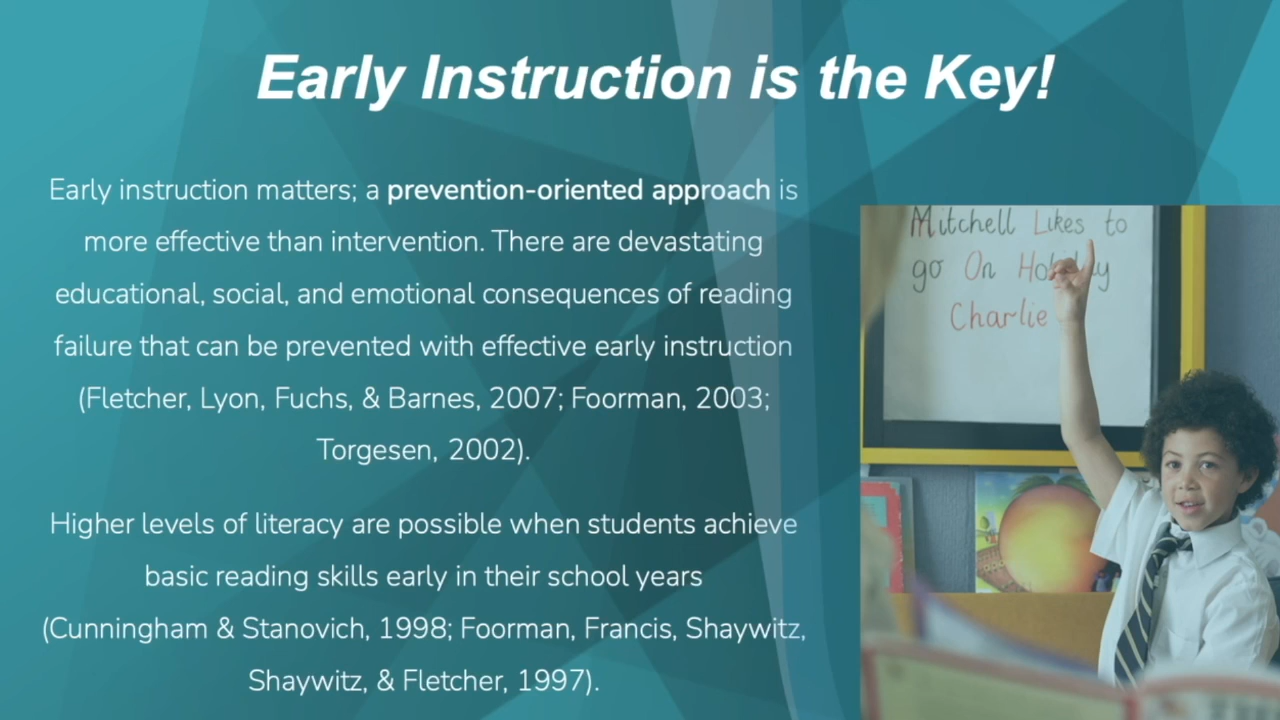 Early Instruction is the Key!
Early instruction matters; a prevention-oriented approach is
more effective than intervention. There are devastating
educational, social, and emotional consequences of reading
failure that can be prevented with effective early instruction
(Fletcher, Lyon, Fuchs, & Barnes, 2007; Foorman, 2003;
Torgesen, 2002).
Higher levels of literacy are possible when students achieve
basic reading skills early in their school years
(Cunningham & Stanovich, 1998; Foorman, Francis, Shaywitz,
Shaywitz, & Fletcher, 1997).
Mitchell Likes to
go On
Charlie